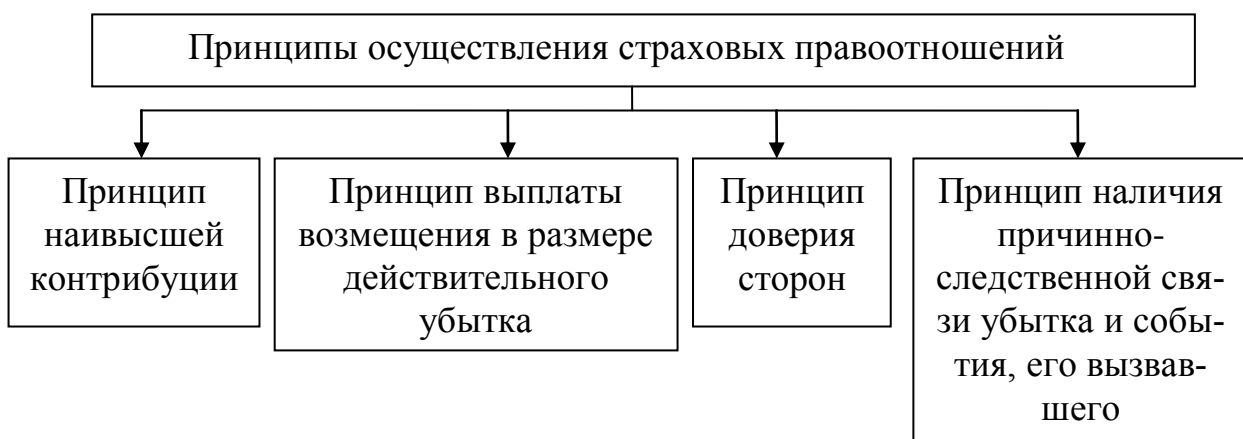 Принципы осуществления страховых правоотношений
Принцип
наивысшей
контрибуции
Принцип выплаты
возмещения в размере
действительного
убытка
Принцип
доверия
сторон
Принцип наличия
причинно-
следственной свя-
зи убытка и собы-
тия, его вызвав-
шего